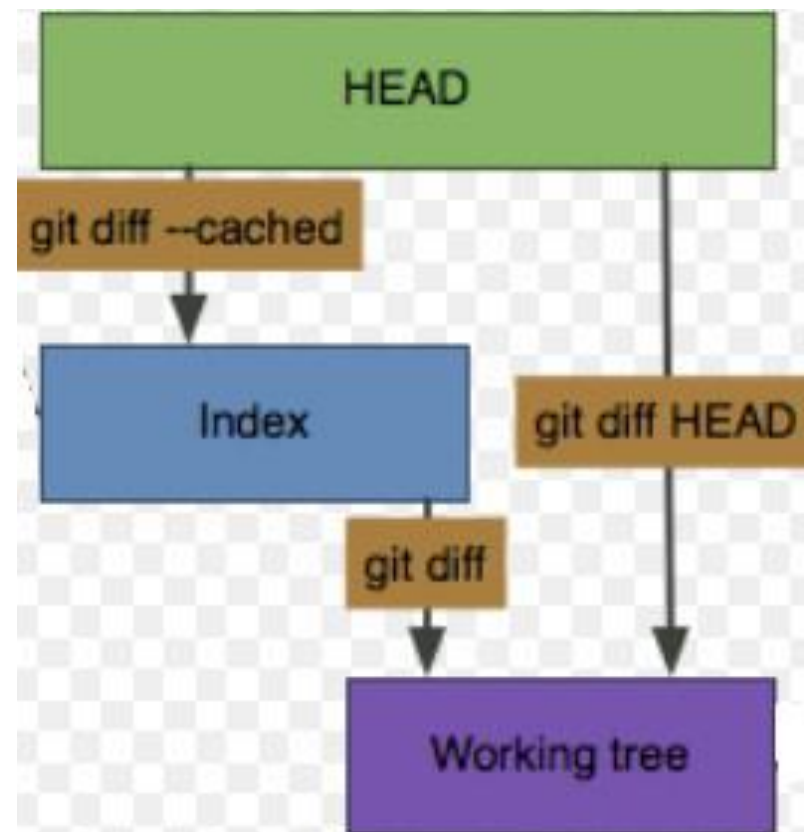 HEAD
git diff --cached
Index
git diff HEAD
git diff
Working tree